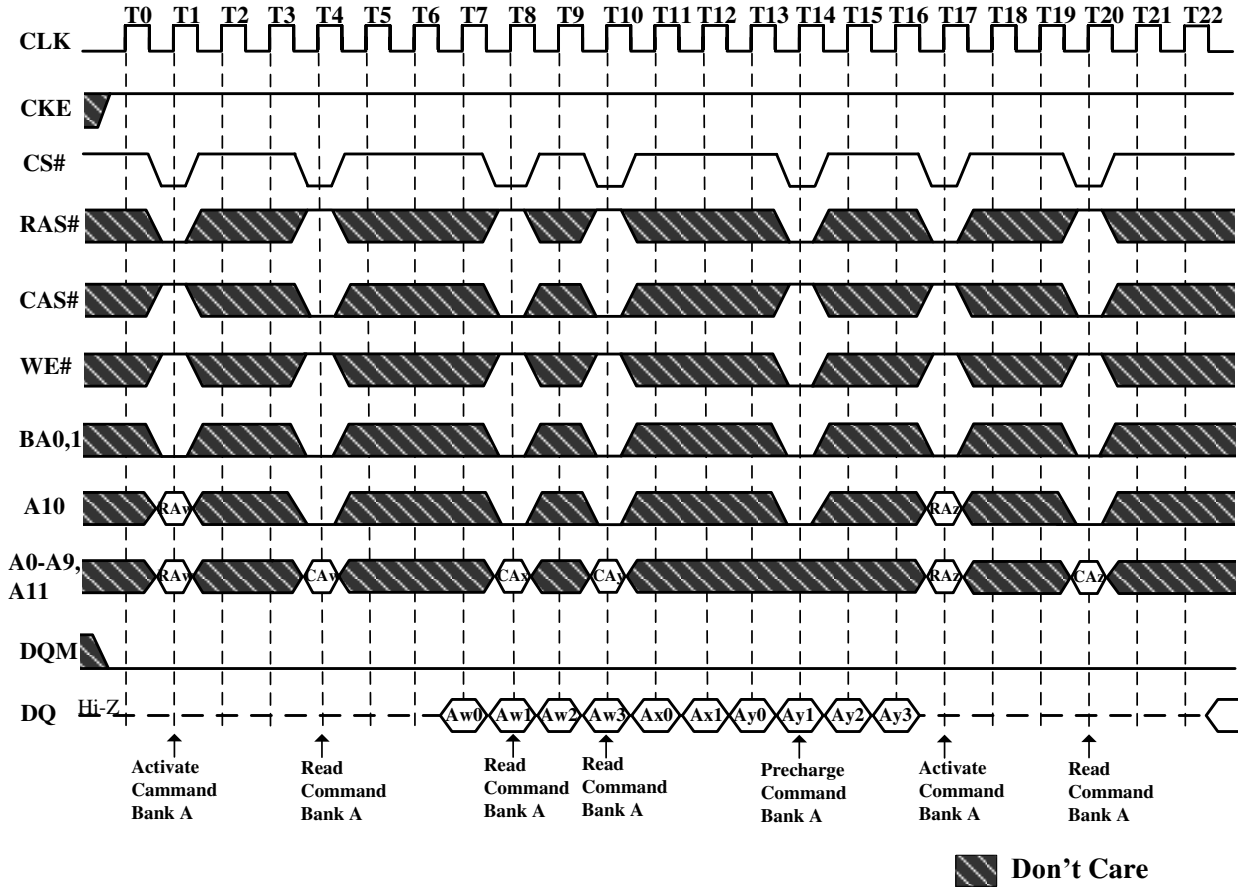 T0 T1 T2 T3 T4 T5 T6 T7 T8 T9 T10 T11 T12 T13 T14 T15 T16 T17 T18 T19 T20 T21 T22
CLK
CKE
CS#
RAS#
CAS#
WE#
BA0,1
A10 RAw RAz
A0-A9,
A11
RAw CAw CAx CAy RAz CAz
DQM
DQ Hi-Z Aw0 Aw1 Aw2 Aw3 Ax0 Ax1 Ay0 Ay1 Ay2 Ay3
Activate
Cammand
Bank A
Read
Command
Bank A
Read
Command
Bank A
Read
Command
Bank A
Precharge
Command
Bank A
Activate
Command
Bank A
Read
Command
Bank A
Don't Care